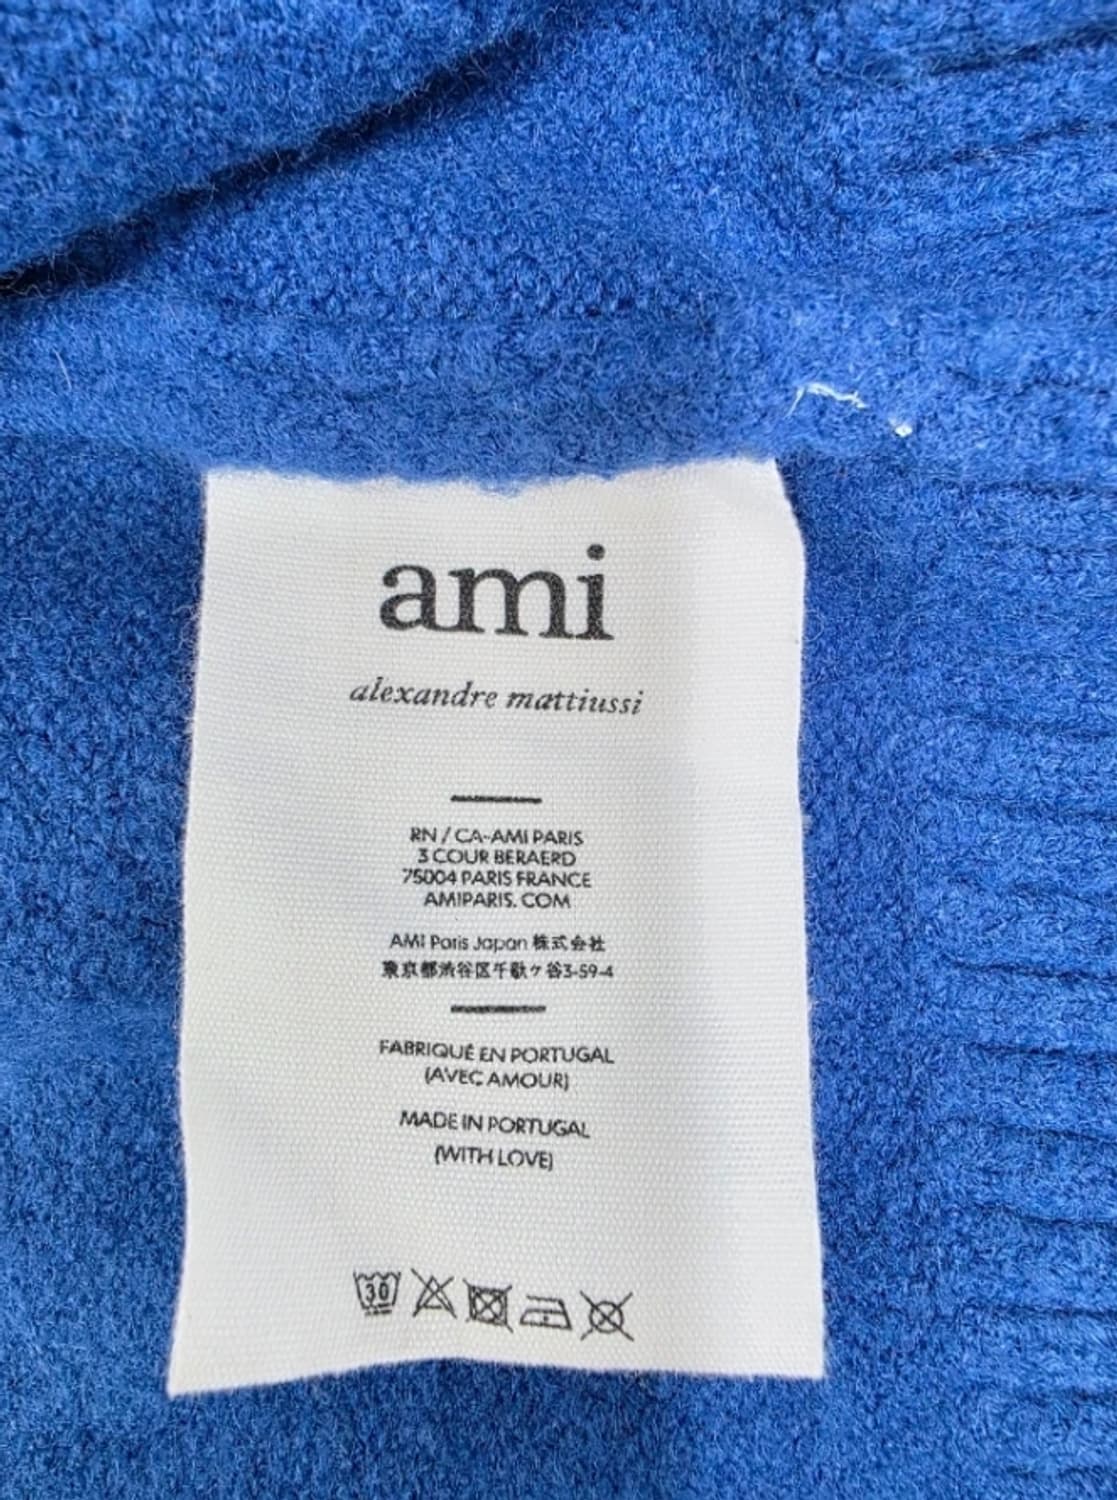 ami
alexandre mattiussi
RN / CA-AMI PARIS
3 COUR BERAERD
75004 PARIS FRANCE
AMIPARIS. COM
AMI Paris Japan 株式会社
東京都渋谷区千駄ヶ谷3-59-4
FABRIQUÉ EN PORTUGAL
(AVEC AMOUR)
MADE IN PORTUGAL
(WITH LOVE)
30